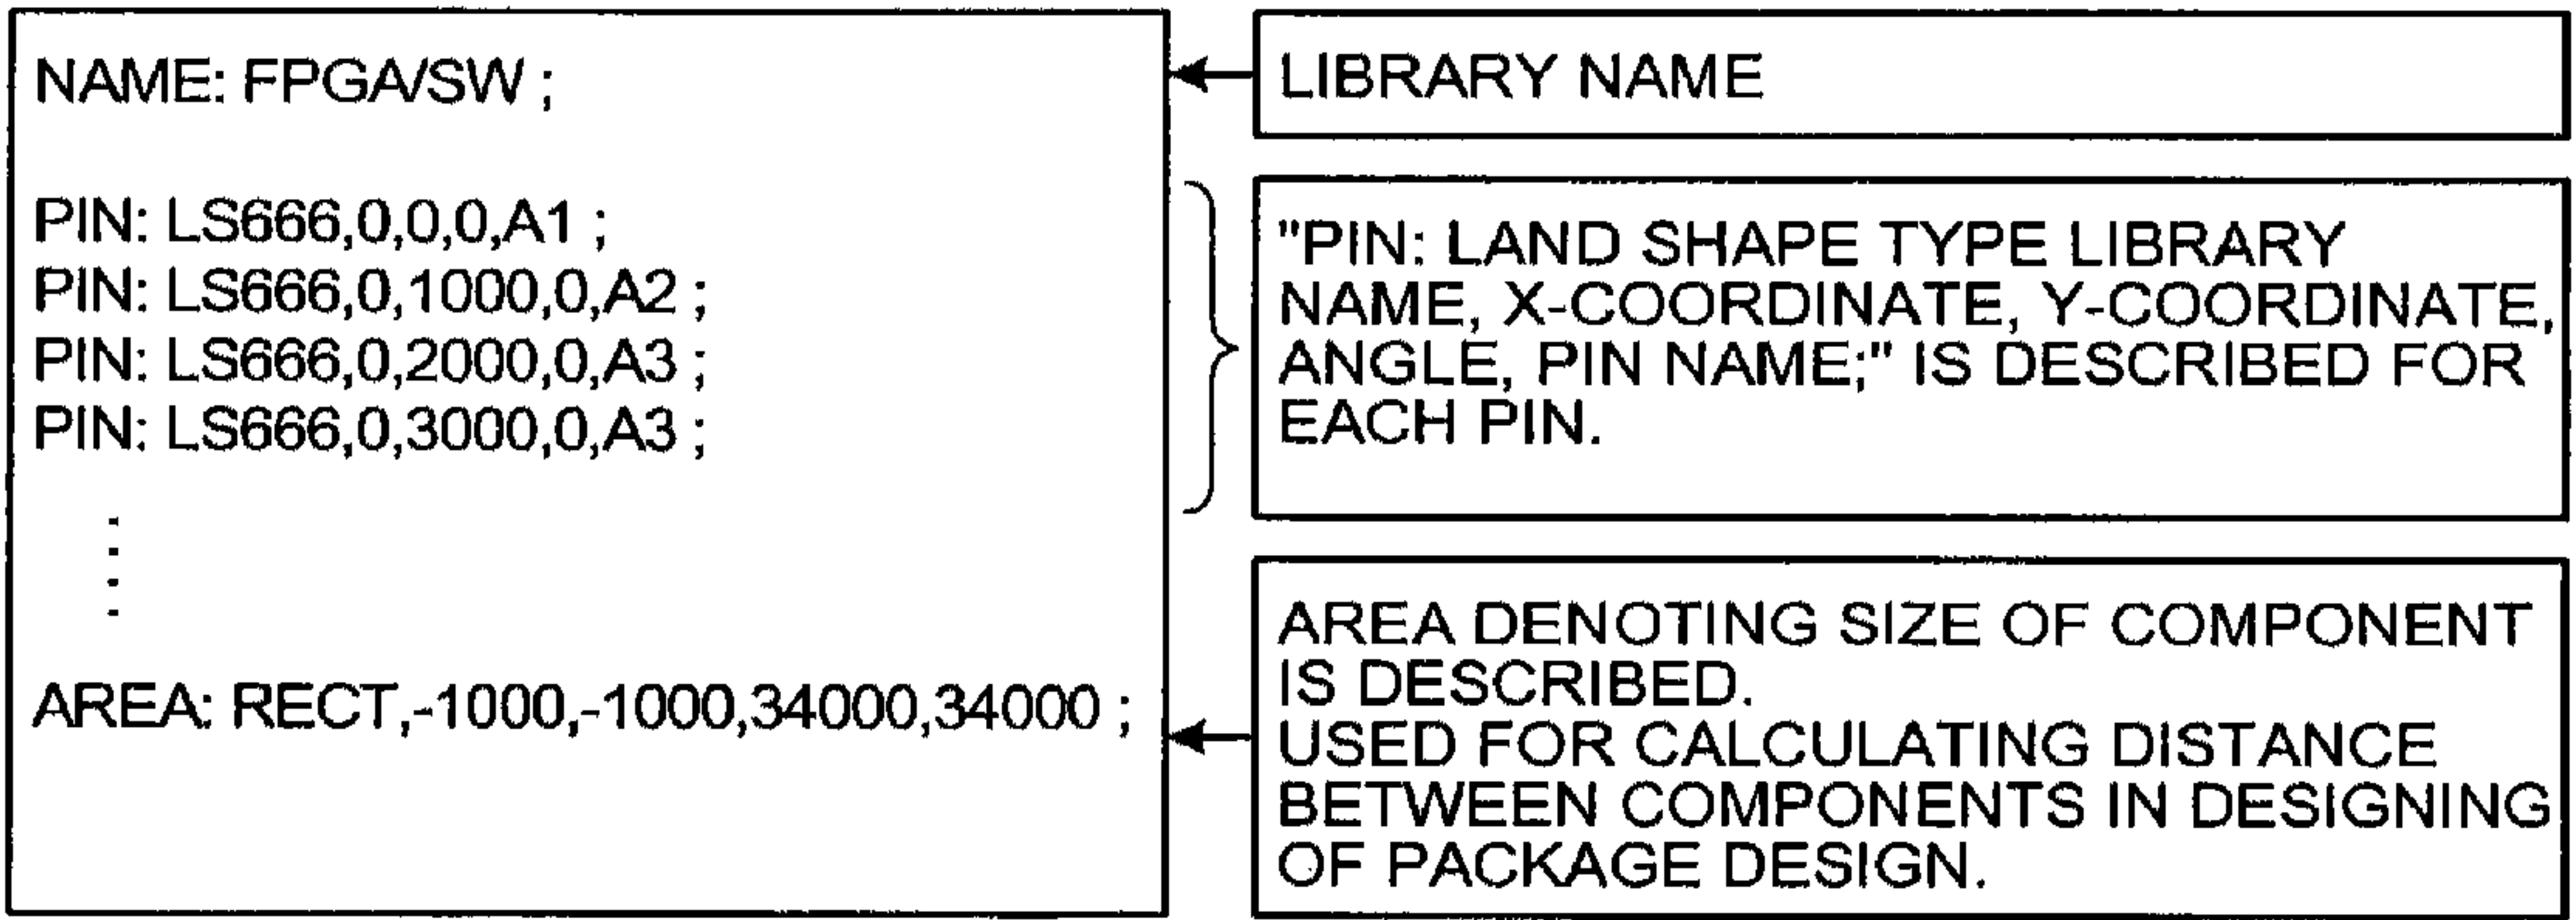 NAME: FPGA/SW ;
PIN: LS666,0,0,0,A1 ;
PIN: LS666,0,1000,0,A2 ;
PIN: LS666,0,2000,0,A3 ;
PIN: LS666,0,3000,0,A3 ;
AREA: RECT,-1000,-1000,34000,34000 ;
LIBRARY NAME
"PIN: LAND SHAPE TYPE LIBRARY
NAME, X-COORDINATE, Y-COORDINATE,
ANGLE, PIN NAME;" IS DESCRIBED FOR
EACH PIN.
AREA DENOTING SIZE OF COMPONENT
IS DESCRIBED.
USED FOR CALCULATING DISTANCE
BETWEEN COMPONENTS IN DESIGNING
OF PACKAGE DESIGN.